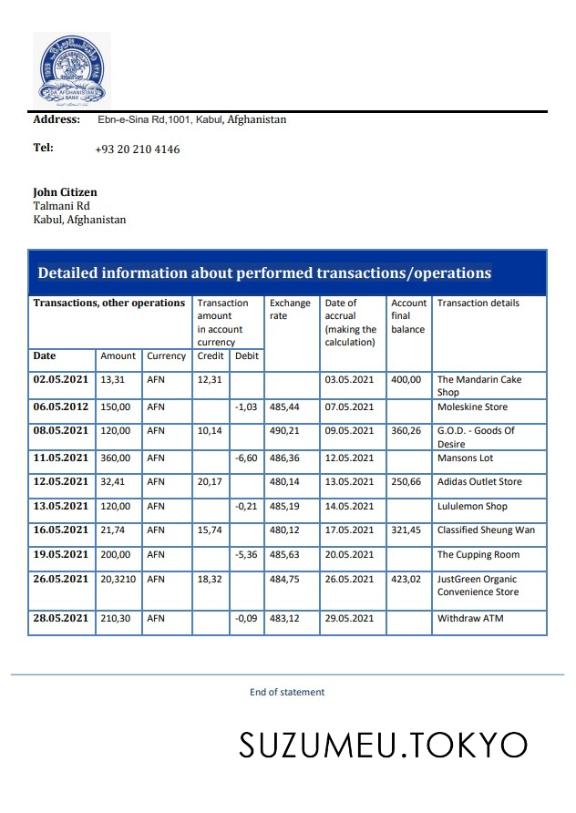 DA AFGHANISTAN
BANK
Address: Ebn-e-Sina Rd,1001, Kabul, Afghanistan
Tel: +93 20 210 4146
John Citizen
Talmani Rd
Kabul, Afghanistan
Detailed information about performed transactions/operations
Transactions, other operations
Transaction
amount
in account
currency
Exchange
rate
Date of
accrual
(making the
calculation)
Account
final
balance
Transaction details
Date Amount Currency Credit Debit
02.05.2021 13,31 AFN 12,31 03.05.2021 400,00 The Mandarin Cake
Shop
06.05.2012 150,00 AFN -1,03 485,44 07.05.2021 Moleskine Store
08.05.2021 120,00 AFN 10,14 490,21 09.05.2021 360,26 G.O.D. - Goods Of
Desire
11.05.2021 360,00 AFN -6,60 486,36 12.05.2021 Mansons Lot
12.05.2021 32,41 AFN 20,17 480,14 13.05.2021 250,66 Adidas Outlet Store
13.05.2021 120,00 AFN -0,21 485,19 14.05.2021 Lululemon Shop
16.05.2021 21,74 AFN 15,74 480,12 17.05.2021 321,45 Classified Sheung Wan
19.05.2021 200,00 AFN -5,36 485,63 20.05.2021 The Cupping Room
26.05.2021 20,3210 AFN 18,32 484,75 26.05.2021 423,02 JustGreen Organic
Convenience Store
28.05.2021 210,30 AFN -0,09 483,12 29.05.2021 Withdraw ATM
End of statement
SUZUMEU.TOKYO